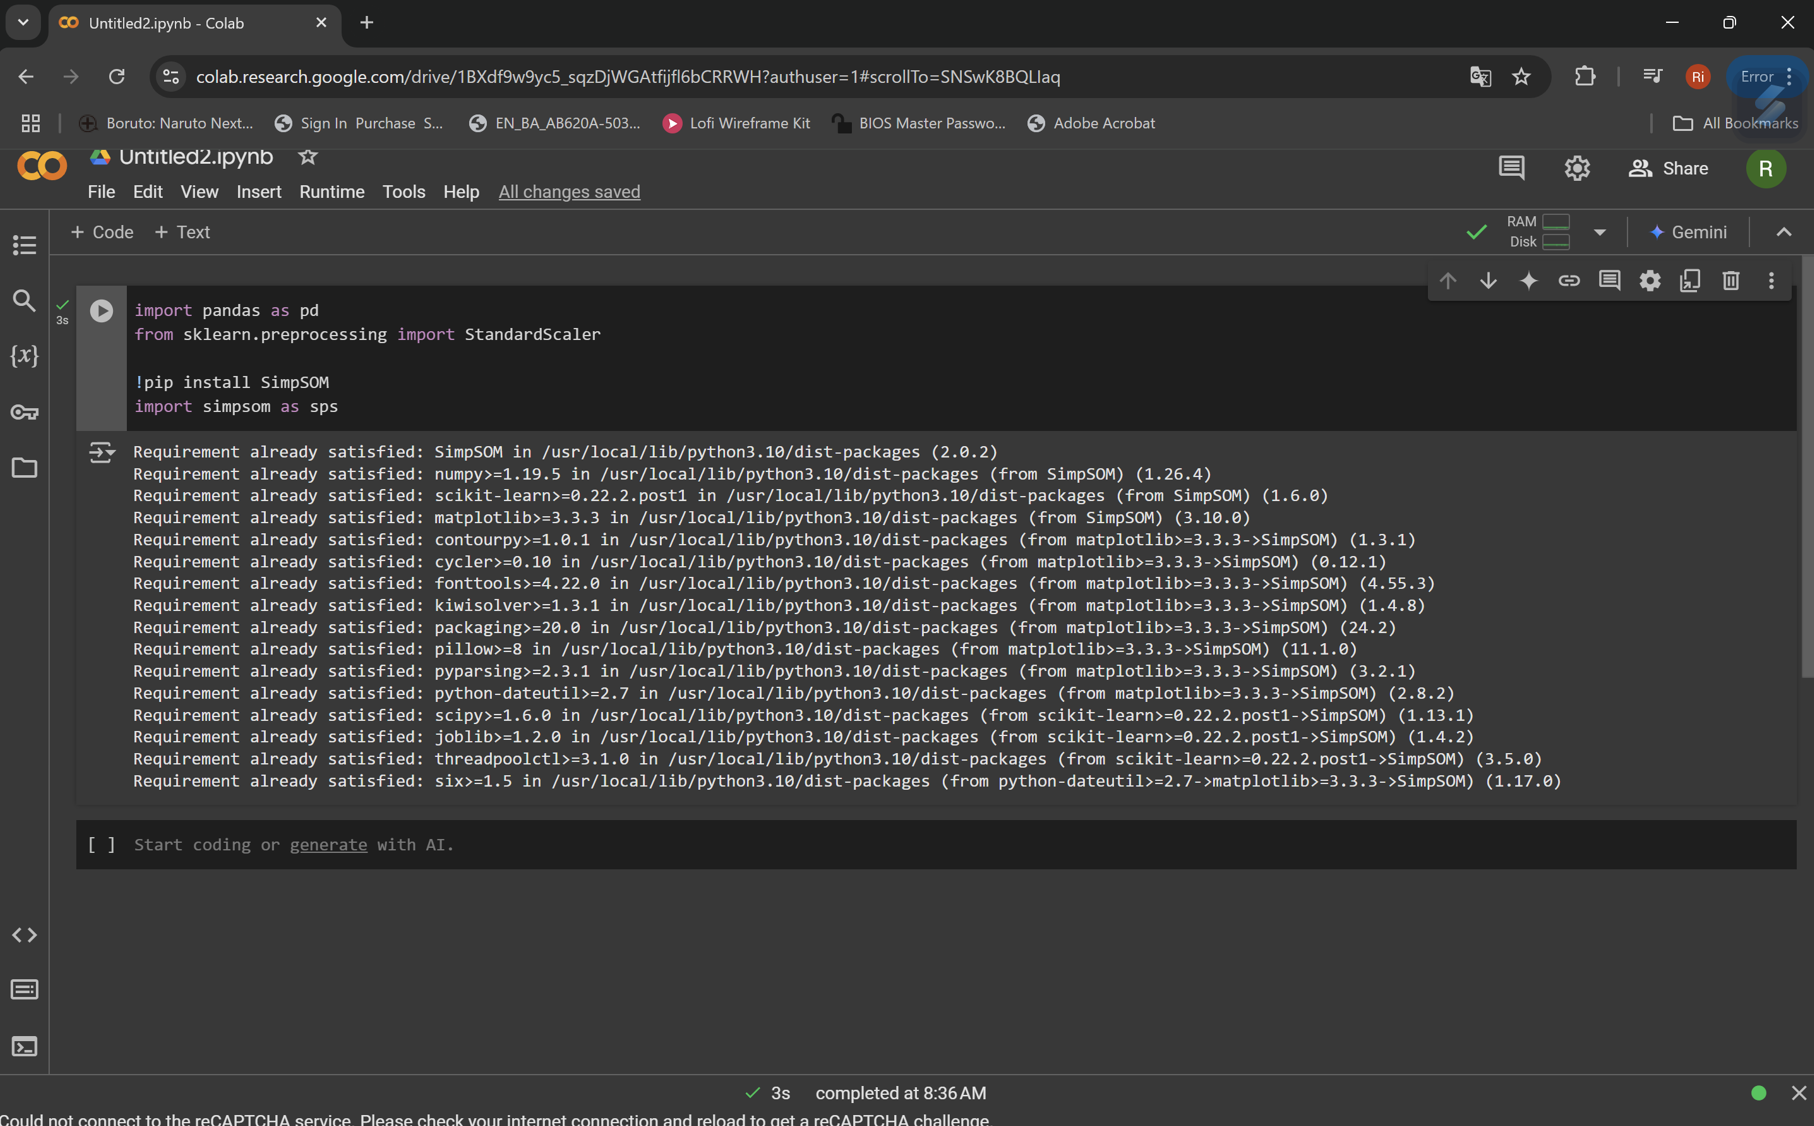 Untitled2.ipynb - Colab
colab.research.google.com/drive/1BXdf9w9yc5_sqzDjWGAtfijfl6bCRRWH?authuser=1#scrollTo=SNSwK8BQLlaq
Ri
Error
Boruto: Naruto Next...
Sign In Purchase S...
EN_BA_AB620A-503...
Lofi Wireframe Kit
BIOS Master Passwo...
Adobe Acrobat
All Bookmarks
Untitled2.ipynb
Share
R
File Edit View Insert Runtime Tools Help All changes saved
+ Code + Text
RAM
Disk
Gemini
3s
import pandas as pd
from sklearn.preprocessing import StandardScaler
!pip install SimpSOM
import simpsom as sps
{x}
Requirement already satisfied: SimpSOM in /usr/local/lib/python3.10/dist-packages (2.0.2)
Requirement already satisfied: numpy>=1.19.5 in /usr/local/lib/python3.10/dist-packages (from SimpSOM) (1.26.4)
Requirement already satisfied: scikit-learn>=0.22.2.post1 in /usr/local/lib/python3.10/dist-packages (from SimpSOM) (1.6.0)
Requirement already satisfied: matplotlib>=3.3.3 in /usr/local/lib/python3.10/dist-packages (from SimpSOM) (3.10.0)
Requirement already satisfied: contourpy>=1.0.1 in /usr/local/lib/python3.10/dist-packages (from matplotlib>=3.3.3->SimpSOM) (1.3.1)
Requirement already satisfied: cycler>=0.10 in /usr/local/lib/python3.10/dist-packages (from matplotlib>=3.3.3->SimpSOM) (0.12.1)
Requirement already satisfied: fonttools>=4.22.0 in /usr/local/lib/python3.10/dist-packages (from matplotlib>=3.3.3->SimpSOM) (4.55.3)
Requirement already satisfied: kiwisolver>=1.3.1 in /usr/local/lib/python3.10/dist-packages (from matplotlib>=3.3.3->SimpSOM) (1.4.8)
Requirement already satisfied: packaging>=20.0 in /usr/local/lib/python3.10/dist-packages (from matplotlib>=3.3.3->SimpSOM) (24.2)
Requirement already satisfied: pillow>=8 in /usr/local/lib/python3.10/dist-packages (from matplotlib>=3.3.3->SimpSOM) (11.1.0)
Requirement already satisfied: pyparsing>=2.3.1 in /usr/local/lib/python3.10/dist-packages (from matplotlib>=3.3.3->SimpSOM) (3.2.1)
Requirement already satisfied: python-dateutil>=2.7 in /usr/local/lib/python3.10/dist-packages (from matplotlib>=3.3.3->SimpSOM) (2.8.2)
Requirement already satisfied: scipy>=1.6.0 in /usr/local/lib/python3.10/dist-packages (from scikit-learn>=0.22.2.post1->SimpSOM) (1.13.1)
Requirement already satisfied: joblib>=1.2.0 in /usr/local/lib/python3.10/dist-packages (from scikit-learn>=0.22.2.post1->SimpSOM) (1.4.2)
Requirement already satisfied: threadpoolctl>=3.1.0 in /usr/local/lib/python3.10/dist-packages (from scikit-learn>=0.22.2.post1->SimpSOM) (3.5.0)
Requirement already satisfied: six>=1.5 in /usr/local/lib/python3.10/dist-packages (from python-dateutil>=2.7->matplotlib>=3.3.3->SimpSOM) (1.17.0)
[ ] Start coding or generate with AI.
3s completed at 8:36 AM
Could not connect to the reCAPTCHA service. Please check your internet connection and reload to get a reCAPTCHA challenge.